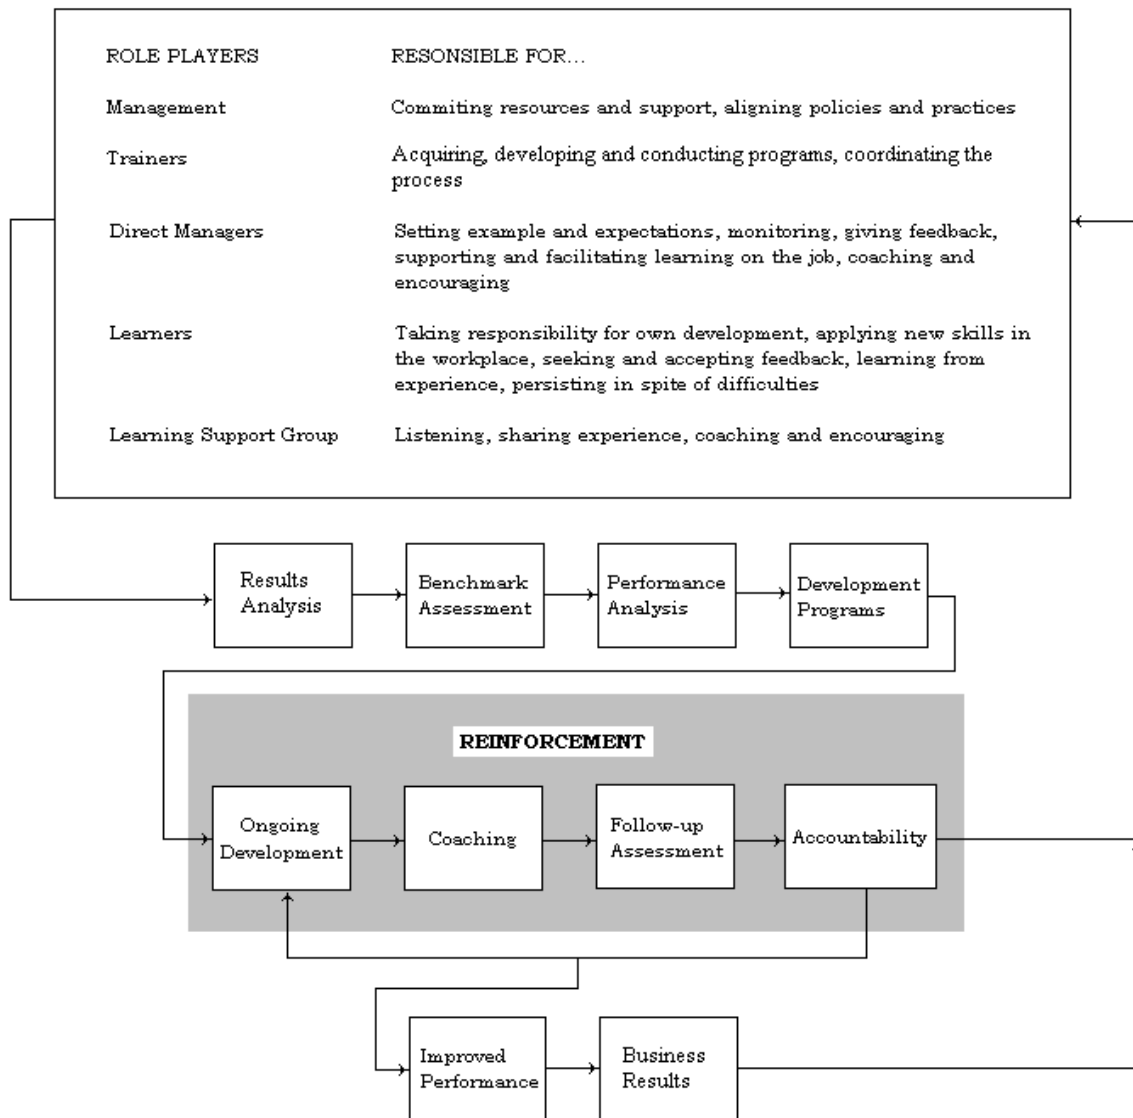 ROLE PLAYERS RESONSIBLE FOR...
Management Commiting resources and support, aligning policies and practices
Trainers Acquiring, developing and conducting programs, coordinating the
process
Direct Managers Setting example and expectations, monitoring, giving feedback,
supporting and facilitating learning on the job, coaching and
encouraging
Learners Taking responsibility for own development, applying new skills in
the workplace, seeking and accepting feedback, learning from
experience, persisting in spite of difficulties
Learning Support Group Listening, sharing experience, coaching and encouraging
Results
Analysis
Benchmark
Assessment
Performance
Analysis
Development
Programs
REINFORCEMENT
Ongoing
Development
Coaching
Follow-up
Assessment
Accountability
Improved
Performance
Business
Results